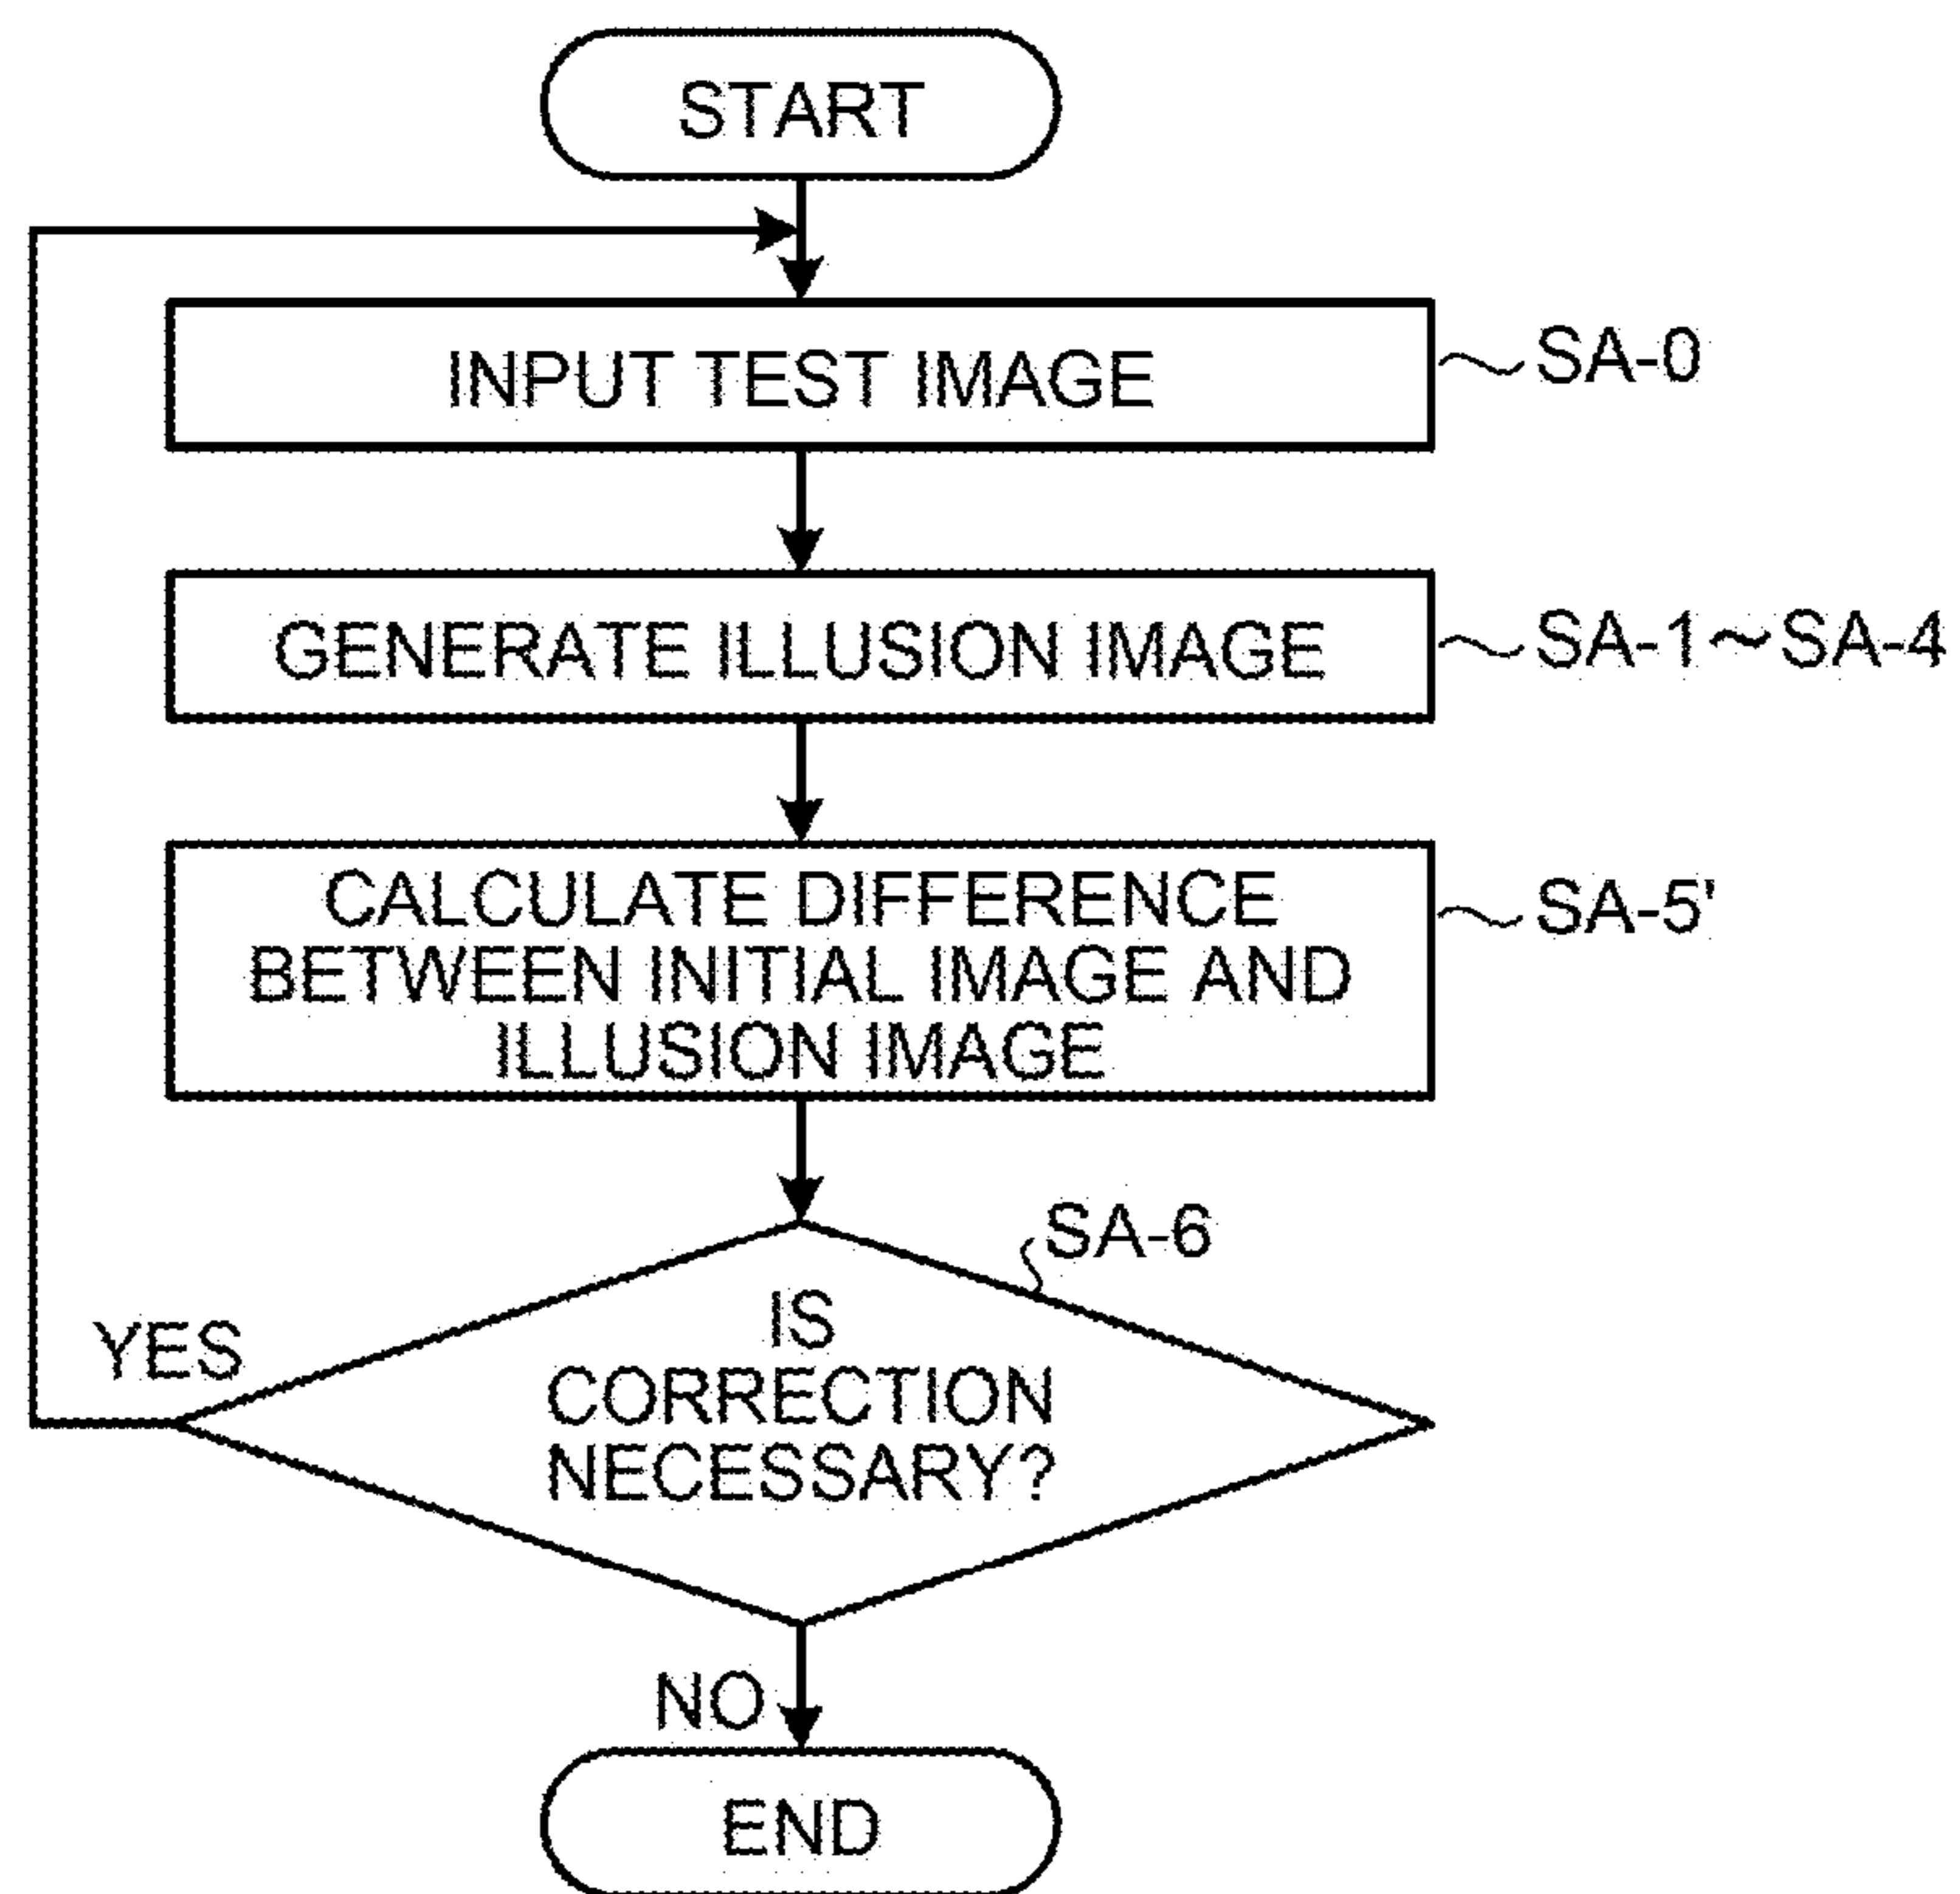 START
INPUT TEST IMAGE
SA-0
GENERATE ILLUSION IMAGE
SA-1~SA-4
CALCULATE DIFFERENCE
BETWEEN INITIAL IMAGE AND
ILLUSION IMAGE
SA-5'
SA-6
IS
CORRECTION
NECESSARY?
YES
NO
END